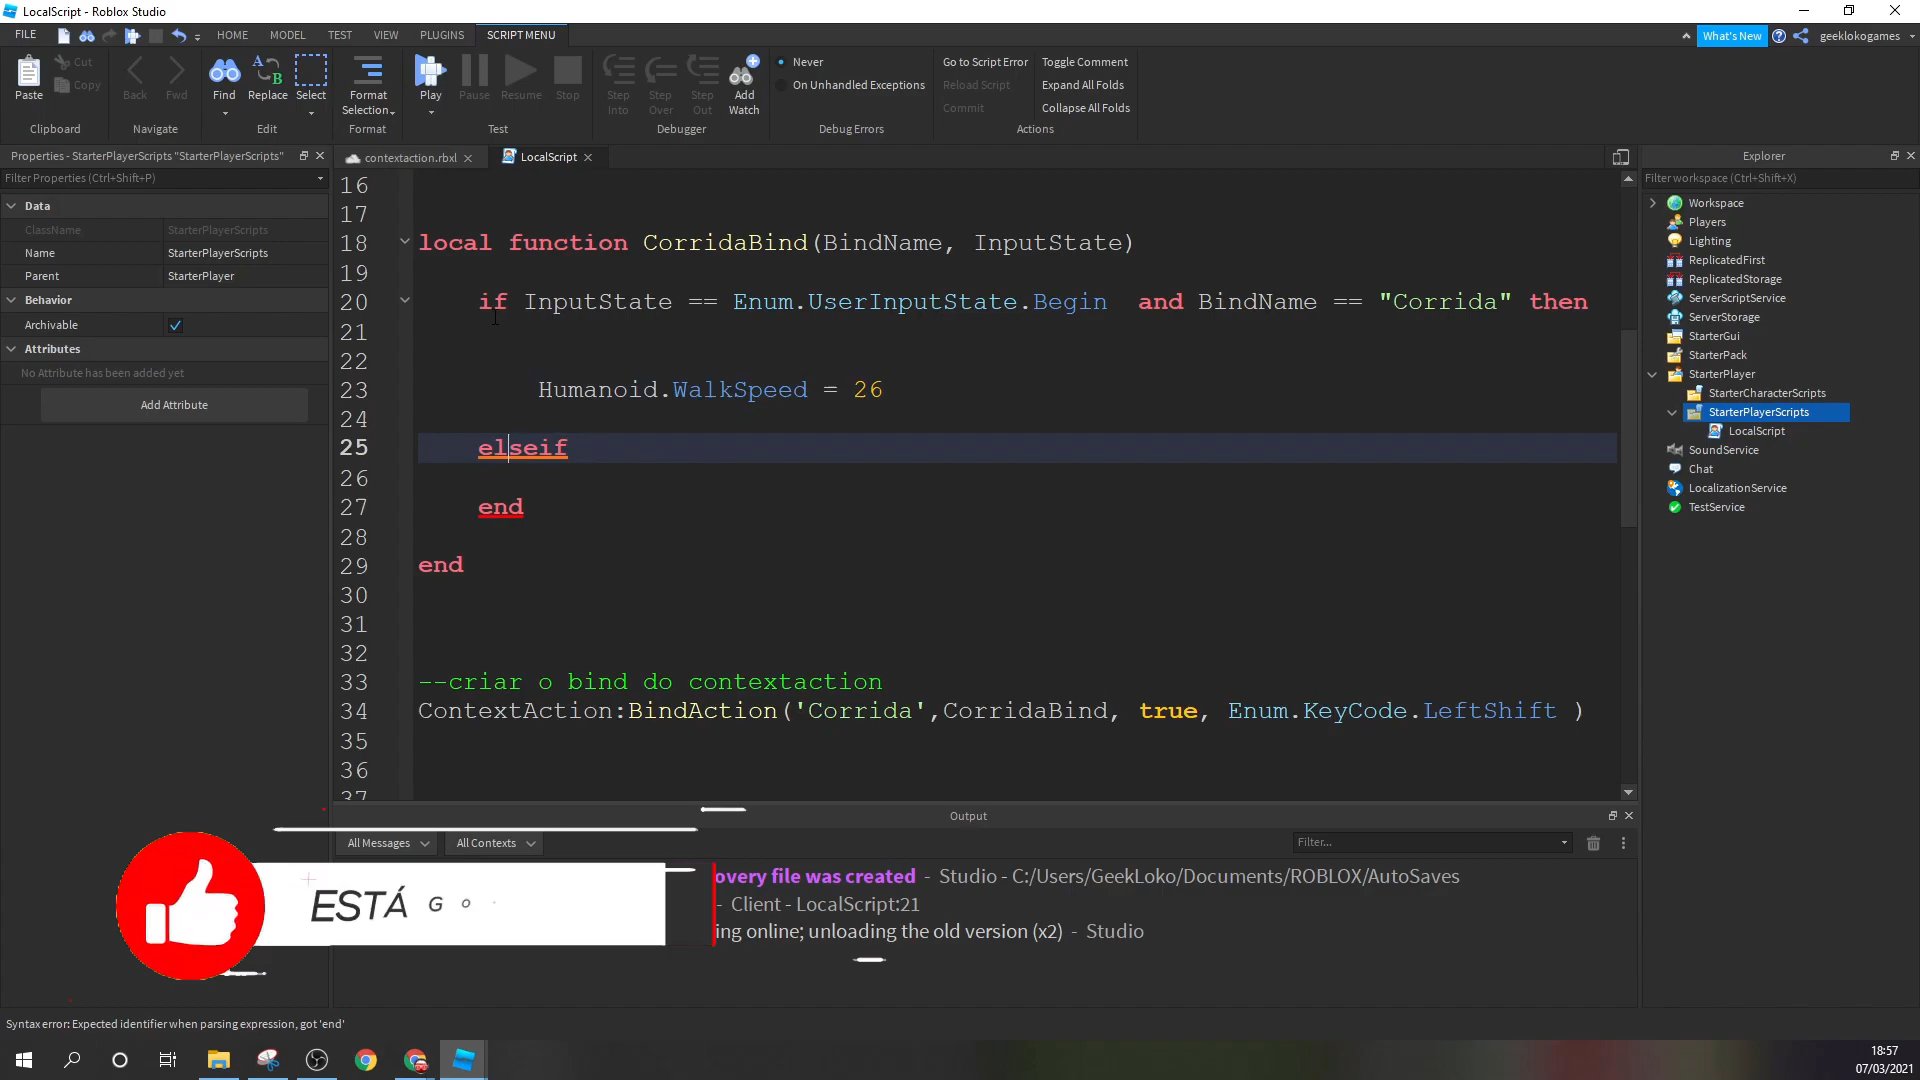 LocalScript - Roblox Studio
FILE HOME MODEL TEST VIEW PLUGINS SCRIPT MENU What's New geeklokogames
Paste Cut Copy Back Fwd Find Replace Select Format Selection Play Pause Resume Stop Step Into Step Over Step Out Add Watch Never On Unhandled Exceptions Go to Script Error Reload Script Commit Toggle Comment Expand All Folds Collapse All Folds
Clipboard Navigate Edit Format Test Debugger Debug Errors Actions
Properties - StarterPlayerScripts "StarterPlayerScripts"
Filter Properties (Ctrl+Shift+P)
Data
ClassName StarterPlayerScripts
Name StarterPlayerScripts
Parent StarterPlayer
Behavior
Archivable
Attributes
No Attribute has been added yet
Add Attribute
contextaction.rbxl LocalScript
16
17
18 local function CorridaBind(BindName, InputState)
19
20 if InputState == Enum.UserInputState.Begin and BindName == "Corrida" then
21
22
23 Humanoid.WalkSpeed = 26
24
25 elseif
26
27 end
28
29 end
30
31
32
33 --criar o bind do contextaction
34 ContextAction:BindAction('Corrida',CorridaBind, true, Enum.KeyCode.LeftShift )
35
36
37
Explorer
Filter workspace (Ctrl+Shift+X)
Workspace
Players
Lighting
ReplicatedFirst
ReplicatedStorage
ServerScriptService
ServerStorage
StarterGui
StarterPack
StarterPlayer
StarterCharacterScripts
StarterPlayerScripts
LocalScript
SoundService
Chat
LocalizationService
TestService
Output
All Messages All Contexts Filter...
overy file was created - Studio - C:/Users/GeekLoko/Documents/ROBLOX/AutoSaves
- Client - LocalScript:21
ing online; unloading the old version (x2) - Studio
ESTÁ G O
Syntax error: Expected identifier when parsing expression, got 'end'
18:57
07/03/2021